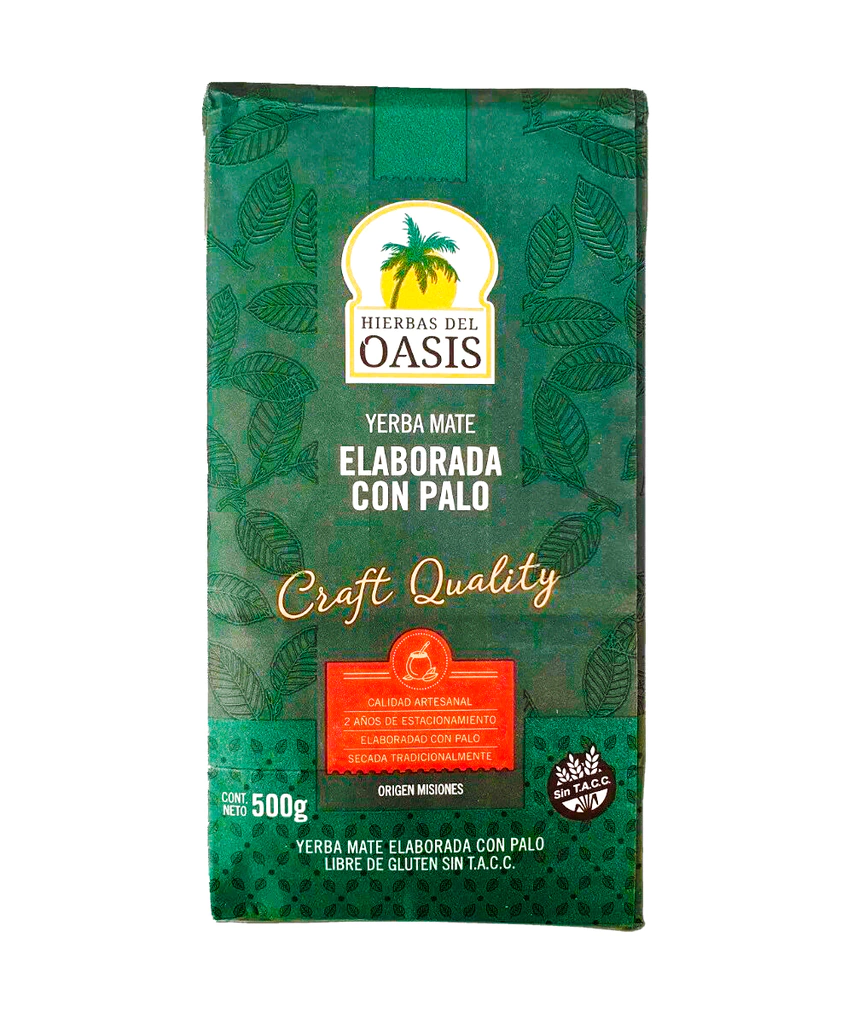 HIERBAS DEL
OASIS
YERBA MATE
ELABORADA
CON PALO
Craft Quality
CALIDAD ARTESANAL
2 AÑOS DE ESTACIONAMIENTO
ELABORADAD CON PALO
SECADA TRADICIONALMENTE
ORIGEN MISIONES
Sin T.A.C.C.
CONT.
NETO 500g
YERBA MATE ELABORADA CON PALO
LIBRE DE GLUTEN SIN T.A.C.C.